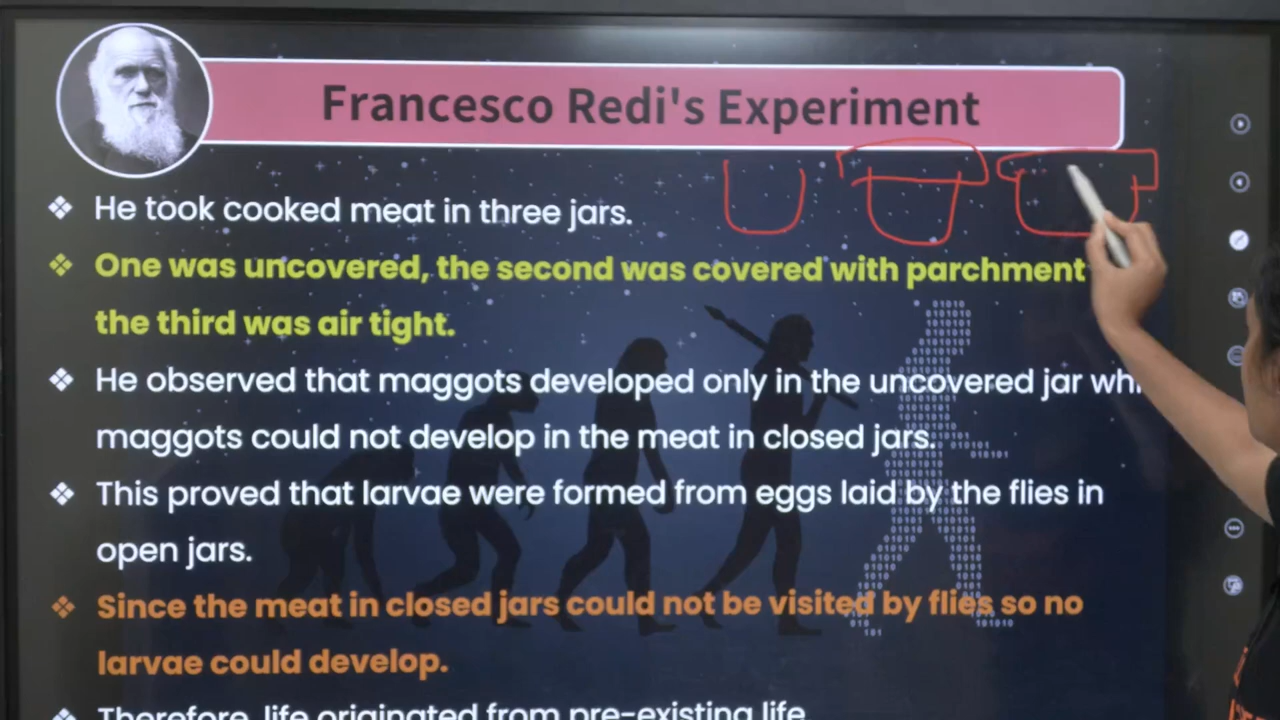 Francesco Redi's Experiment
❖ He took cooked meat in three jars.
❖ One was uncovered, the second was covered with parchment
the third was air tight.
❖ He observed that maggots developed only in the uncovered jar
maggots could not develop in the meat in closed jars.
❖ This proved that larvae were formed from eggs laid by the flies in
open jars.
❖ Since the meat in closed jars could not be visited by flies so no
larvae could develop.
❖ Therefore, life originated from pre-existing life